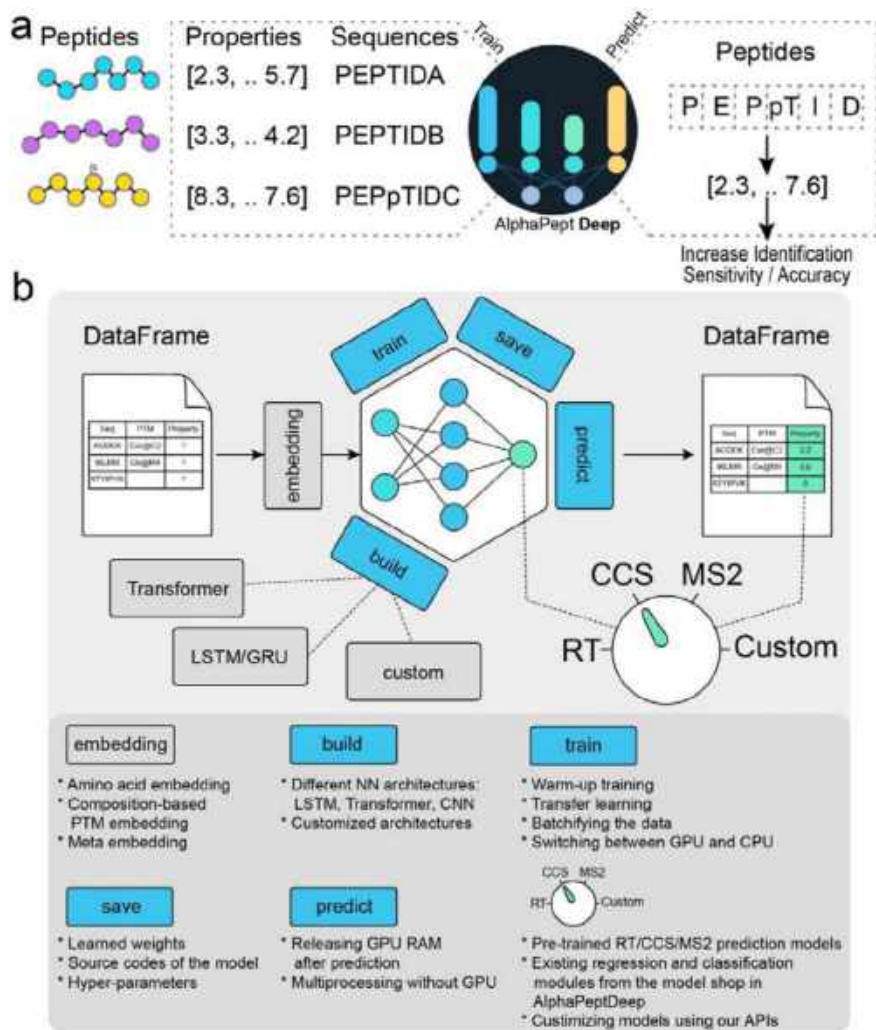 a
Peptides
Properties Sequences
[2.3, .. 5.7] PEPTIDA
[3.3, .. 4.2] PEPTIDB
[8.3, .. 7.6] PEPpTIDC
Train
Predict
AlphaPept Deep
Peptides
P E P pT I D
[2.3, .. 7.6]
Increase Identification
Sensitivity / Accuracy
b
DataFrame
Seq PTM Property
embedding
train
save
predict
build
Transformer
LSTM/GRU
custom
DataFrame
Seq PTM Property
CCS MS2
RT Custom
embedding
* Amino acid embedding
* Composition-based
PTM embedding
* Meta embedding
build
* Different NN architectures:
LSTM, Transformer, CNN
* Customized architectures
train
* Warm-up training
* Transfer learning
* Batchifying the data
* Switching between GPU and CPU
save
* Learned weights
* Source codes of the model
* Hyper-parameters
predict
* Releasing GPU RAM
after prediction
* Multiprocessing without GPU
CCS MS2
RT Custom
* Pre-trained RT/CCS/MS2 prediction models
* Existing regression and classification
modules from the model shop in
AlphaPeptDeep
* Custimizing models using our APIs